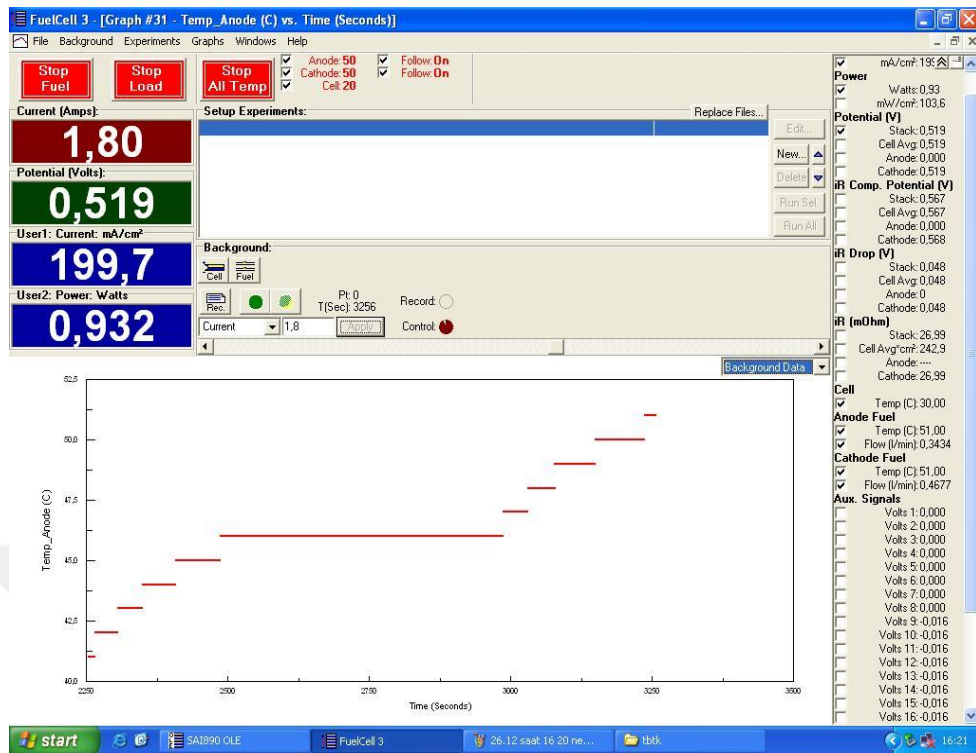 FuelCell 3 - [Graph #31 - Temp_Anode (C) vs. Time (Seconds)]
File Background Experiments Graphs Windows Help
Stop Fuel
Stop Load
Stop All Temp
Anode: 50 Follow: On
Cathode: 50 Follow: On
Cell: 20
Current (Amps):
1,80
Potential (Volts):
0,519
User1: Current: mA/cm²
199,7
User2: Power: Watts
0,932
Setup Experiments:
Replace Files...
Edit...
New...
Delete
Run Sel
Run All
Background:
Cell Fuel
Rec.
Pt: 0
T(Sec): 3256
Record:
Current 1,8 Apply Control:
Background Data
52,5
50,0
47,5
45,0
42,5
40,0
Temp_Anode (C)
2250 2500 2750 3000 3250 3500
Time (Seconds)
Power
Watts: 0,93
mW/cm²: 103,6
Potential (V)
Stack: 0,519
Cell Avg: 0,519
Anode: 0,000
Cathode: 0,519
iR Comp. Potential (V)
Stack: 0,567
Cell Avg: 0,567
Anode: 0,000
Cathode: 0,568
iR Drop (V)
Stack: 0,048
Cell Avg: 0,048
Anode: 0
Cathode: 0,048
iR (mOhm)
Stack: 26,99
Cell Avg*cm²: 242,9
Anode: ----
Cathode: 26,99
Cell
Temp (C): 30,00
Anode Fuel
Temp (C): 51,00
Flow (l/min): 0,3434
Cathode Fuel
Temp (C): 51,00
Flow (l/min): 0,4677
Aux. Signals
Volts 1: 0,000
Volts 2: 0,000
Volts 3: 0,000
Volts 4: 0,000
Volts 5: 0,000
Volts 6: 0,000
Volts 7: 0,000
Volts 8: 0,000
Volts 9: -0,016
Volts 10: -0,016
Volts 11: -0,016
Volts 12: -0,016
Volts 13: -0,016
Volts 14: -0,016
Volts 15: -0,016
Volts 16: -0,016
start
SAI890 OLE
FuelCell 3
26.12 saat 16 20 ne...
tbtk
16:21